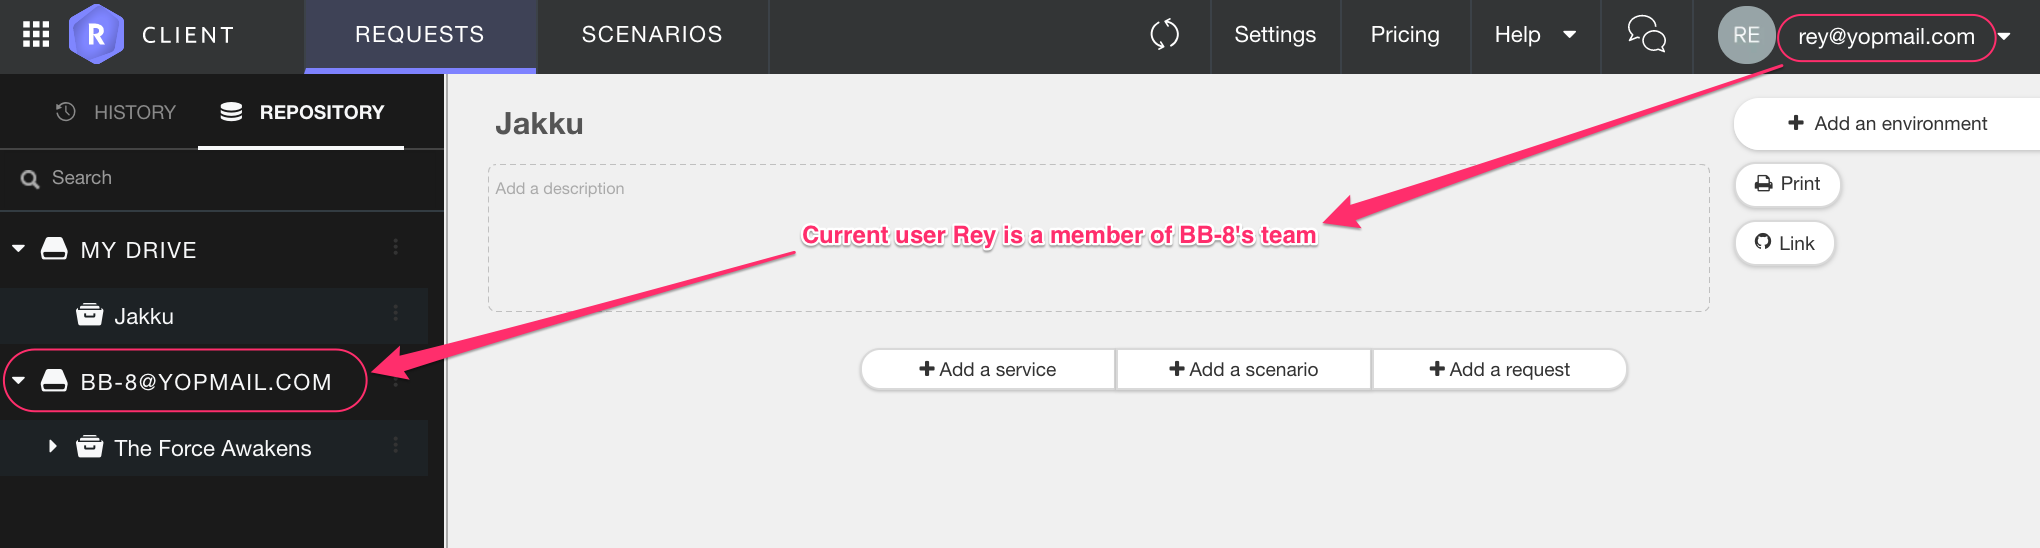 R CLIENT REQUESTS SCENARIOS Settings Pricing Help RE rey@yopmail.com
HISTORY REPOSITORY
Search
MY DRIVE
Jakku
BB-8@YOPMAIL.COM
The Force Awakens
Jakku
Add a description
Current user Rey is a member of BB-8's team
+ Add a service + Add a scenario + Add a request
+ Add an environment
Print
Link